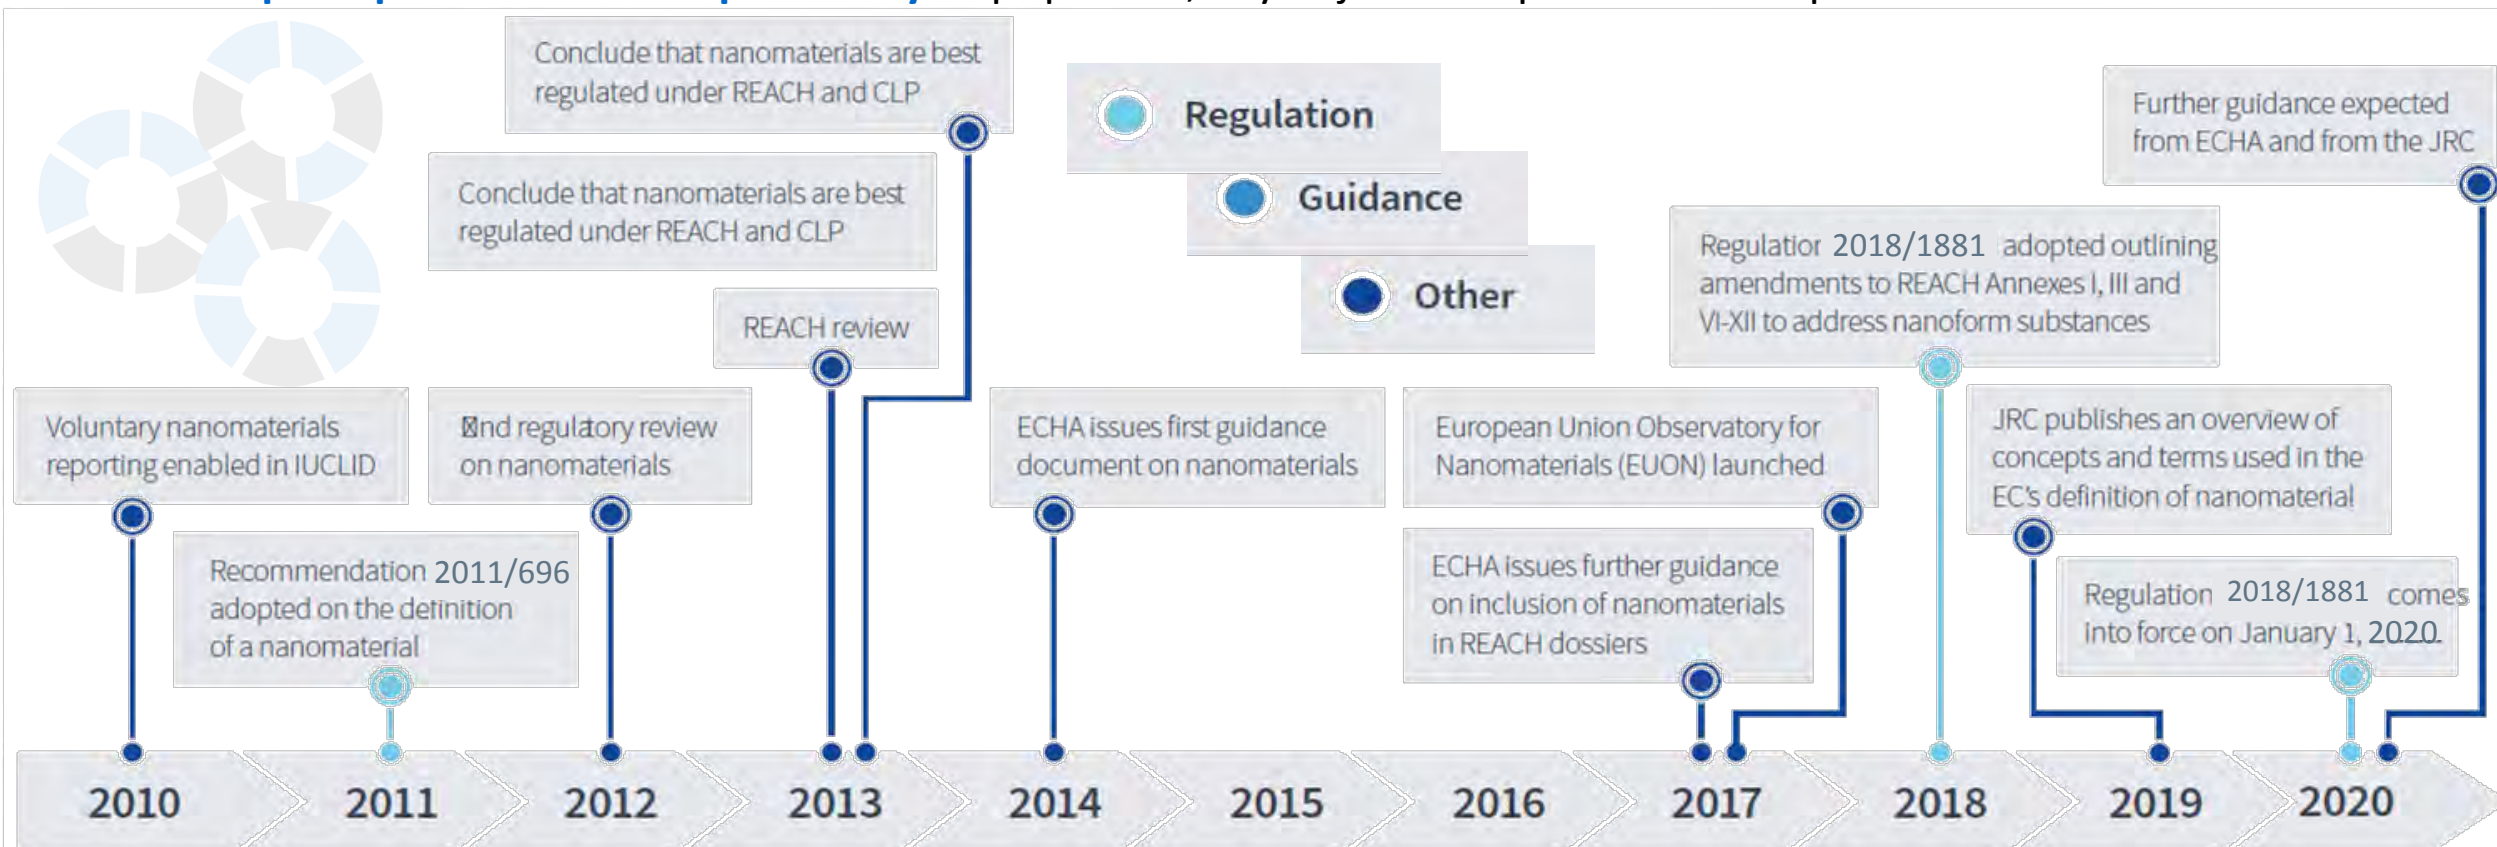 Conclude that nanomaterials are best
regulated under REACH and CLP
Conclude that nanomaterials are best
regulated under REACH and CLP
REACH review
Regulation
Guidance
Other
Further guidance expected
from ECHA and from the JRC
Regulation 2018/1881 adopted outlining
amendments to REACH Annexes I, III and
VI-XII to address nanoform substances
Voluntary nanomaterials
reporting enabled in IUCLID
nd regulatory review
on nanomaterials
ECHA issues first guidance
document on nanomaterials
European Union Observatory for
Nanomaterials (EUON) launched
JRC publishes an overview of
concepts and terms used in the
EC's definition of nanomaterial
Recommendation 2011/696
adopted on the definition
of a nanomaterial
ECHA issues further guidance
on inclusion of nanomaterials
in REACH dossiers
Regulation 2018/1881 comes
into force on January 1, 2020.
2010 2011 2012 2013 2014 2015 2016 2017 2018 2019 2020